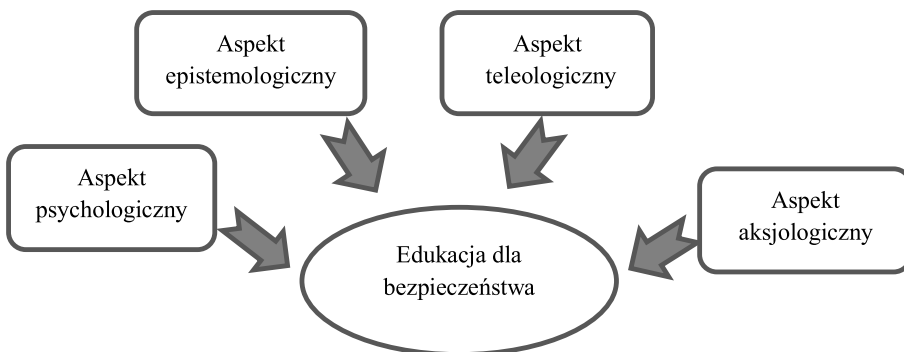 Aspekt
epistemologiczny
Aspekt
teleologiczny
Aspekt
psychologiczny
Aspekt
aksjologiczny
Edukacja dla
bezpieczeństwa